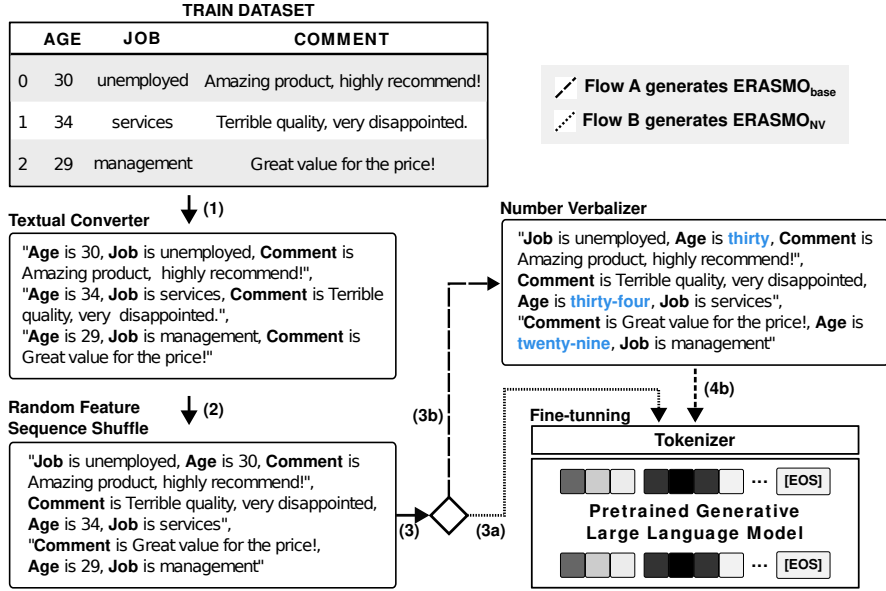 TRAIN DATASET
AGE JOB COMMENT
0 30 unemployed Amazing product, highly recommend!
1 34 services Terrible quality, very disappointed.
2 29 management Great value for the price!
Flow A generates ERASMObase
Flow B generates ERASMONV
(1)
Textual Converter
"Age is 30, Job is unemployed, Comment is
Amazing product, highly recommend!",
"Age is 34, Job is services, Comment is Terrible
quality, very disappointed.",
"Age is 29, Job is management, Comment is
Great value for the price!"
(2)
Random Feature
Sequence Shuffle
"Job is unemployed, Age is 30, Comment is
Amazing product, highly recommend!",
Comment is Terrible quality, very disappointed,
Age is 34, Job is services",
"Comment is Great value for the price!,
Age is 29, Job is management"
(3)
(3b)
(3a)
Number Verbalizer
"Job is unemployed, Age is thirty, Comment is
Amazing product, highly recommend!",
Comment is Terrible quality, very disappointed,
Age is thirty-four, Job is services",
"Comment is Great value for the price!, Age is
twenty-nine, Job is management"
(4b)
Fine-tunning
Tokenizer
... [EOS]
Pretrained Generative
Large Language Model
... [EOS]